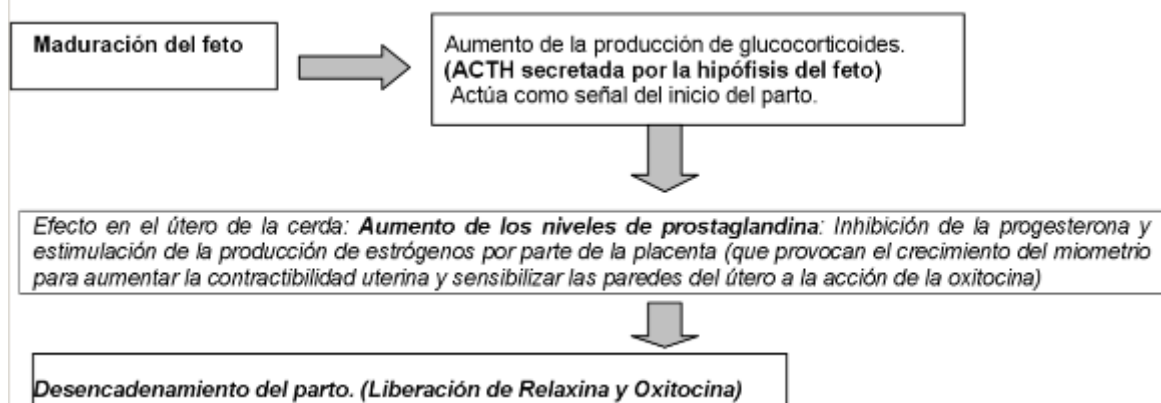 Maduración del feto
Aumento de la producción de glucocorticoides.
(ACTH secretada por la hipófisis del feto)
Actúa como señal del inicio del parto.
Efecto en el útero de la cerda: Aumento de los niveles de prostaglandina: Inhibición de la progesterona y
estimulación de la producción de estrógenos por parte de la placenta (que provocan el crecimiento del miometrio
para aumentar la contractibilidad uterina y sensibilizar las paredes del útero a la acción de la oxitocina)
Desencadenamiento del parto. (Liberación de Relaxina y Oxitocina)